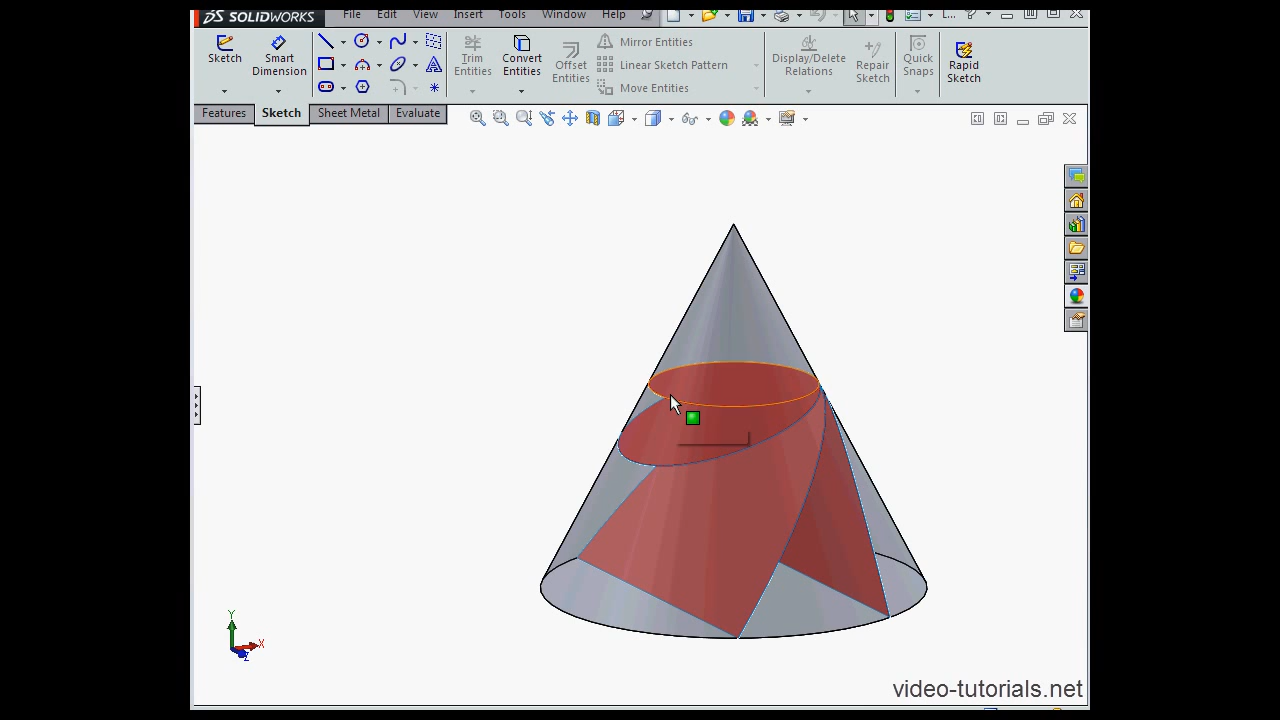 SOLIDWORKS File Edit View Insert Tools Window Help L... ?
Sketch
Smart Dimension
Trim Entities
Convert Entities
Offset Entities
Mirror Entities
Linear Sketch Pattern
Move Entities
Display/Delete Relations
Repair Sketch
Quick Snaps
Rapid Sketch
Features Sketch Sheet Metal Evaluate
Y
X
Z
video-tutorials.net